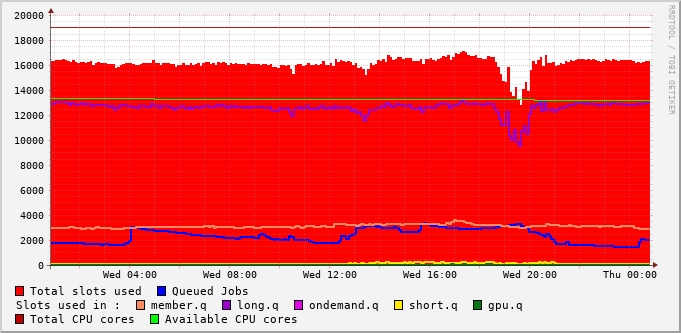 20000
18000
16000
14000
12000
10000
8000
6000
4000
2000
0
Wed 04:00 Wed 08:00 Wed 12:00 Wed 16:00 Wed 20:00 Thu 00:00
RRDTOOL / TOBI OETIKER
Total slots used Queued Jobs
Slots used in : member.q long.q ondemand.q short.q gpu.q
Total CPU cores Available CPU cores